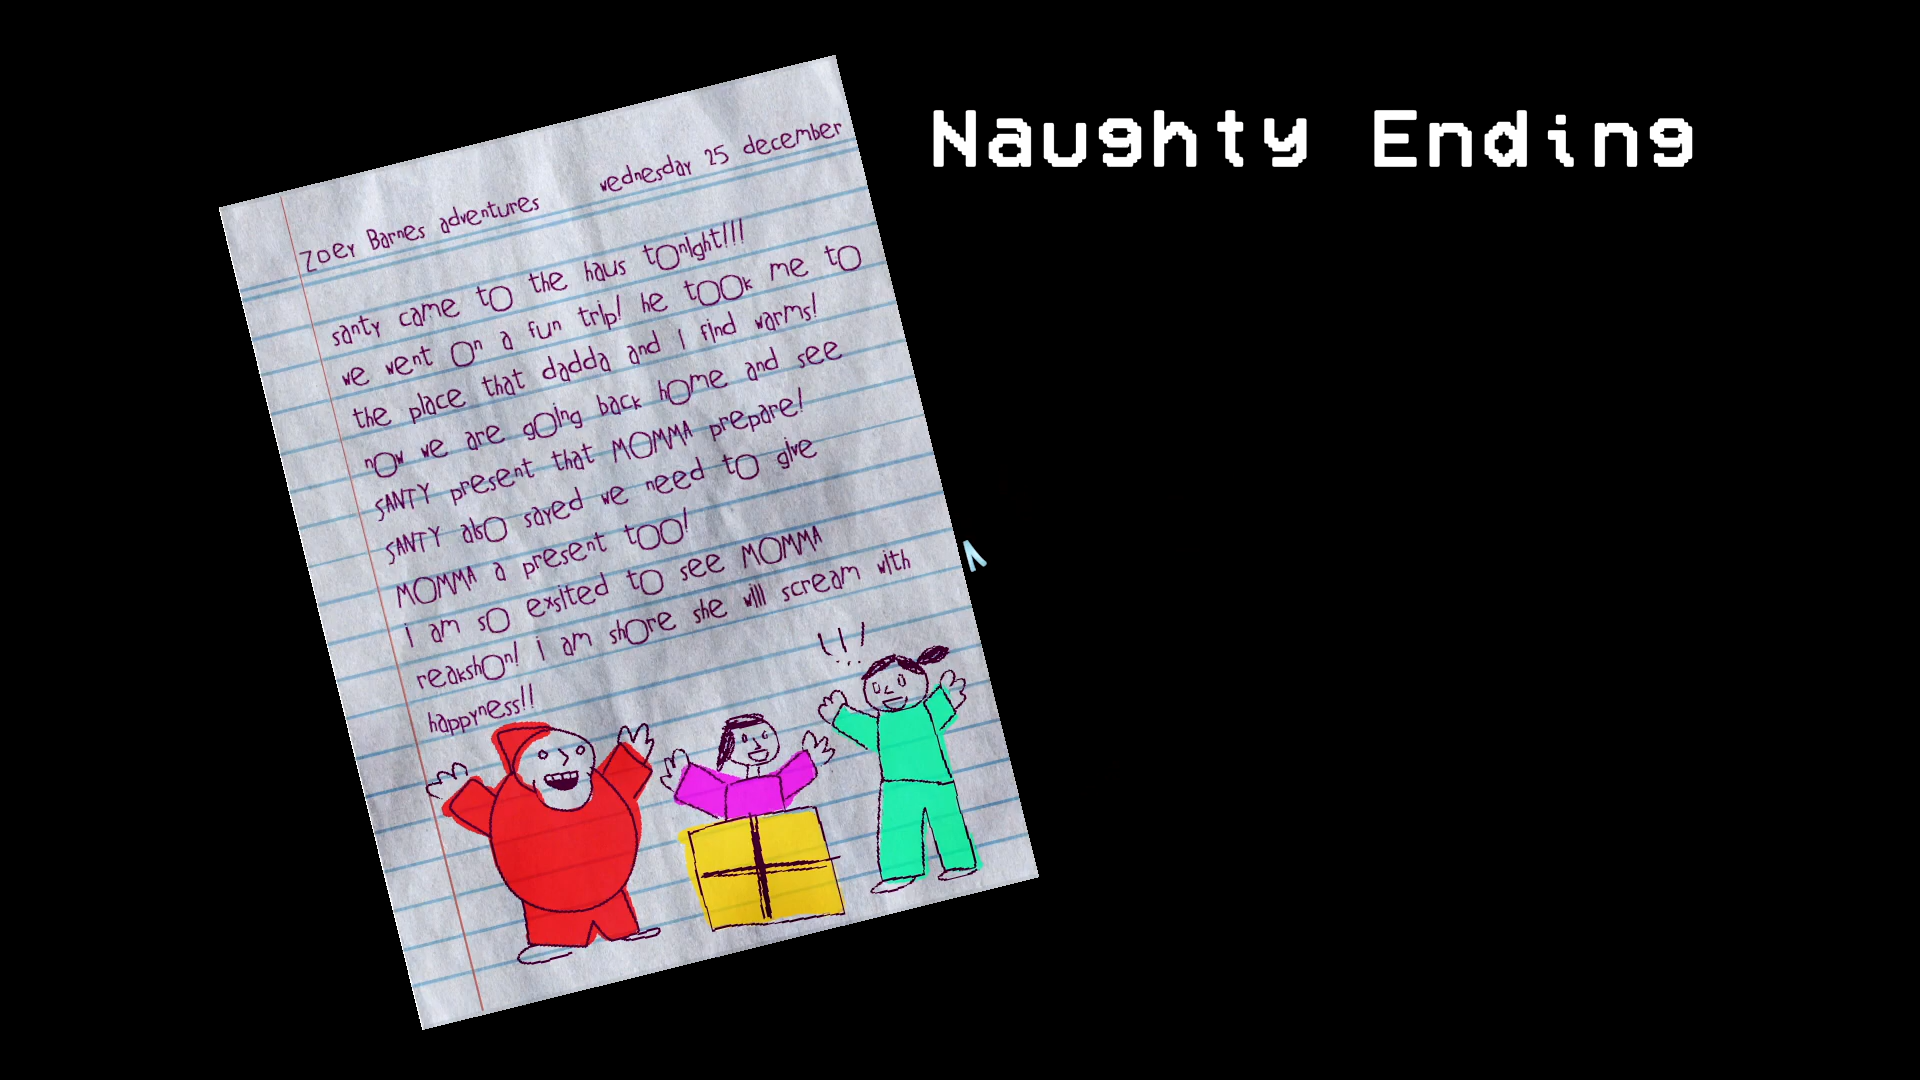 Naughty Ending
Zoey Barnes adventures wednesday 25 december
santy came to the haus tonight!!!
we went On a fun trip! he tOOk me to
the place that dadda and I find warms!
nOw we are gOing back hOme and see
SANTY present that MOMMA prepare!
SANTY alsO sayed we need tO give
MOMMA a present tOO!
i am sO exsited tO see MOMMA
reakshOn! i am shOre she will scream with
happyness!!
!!!